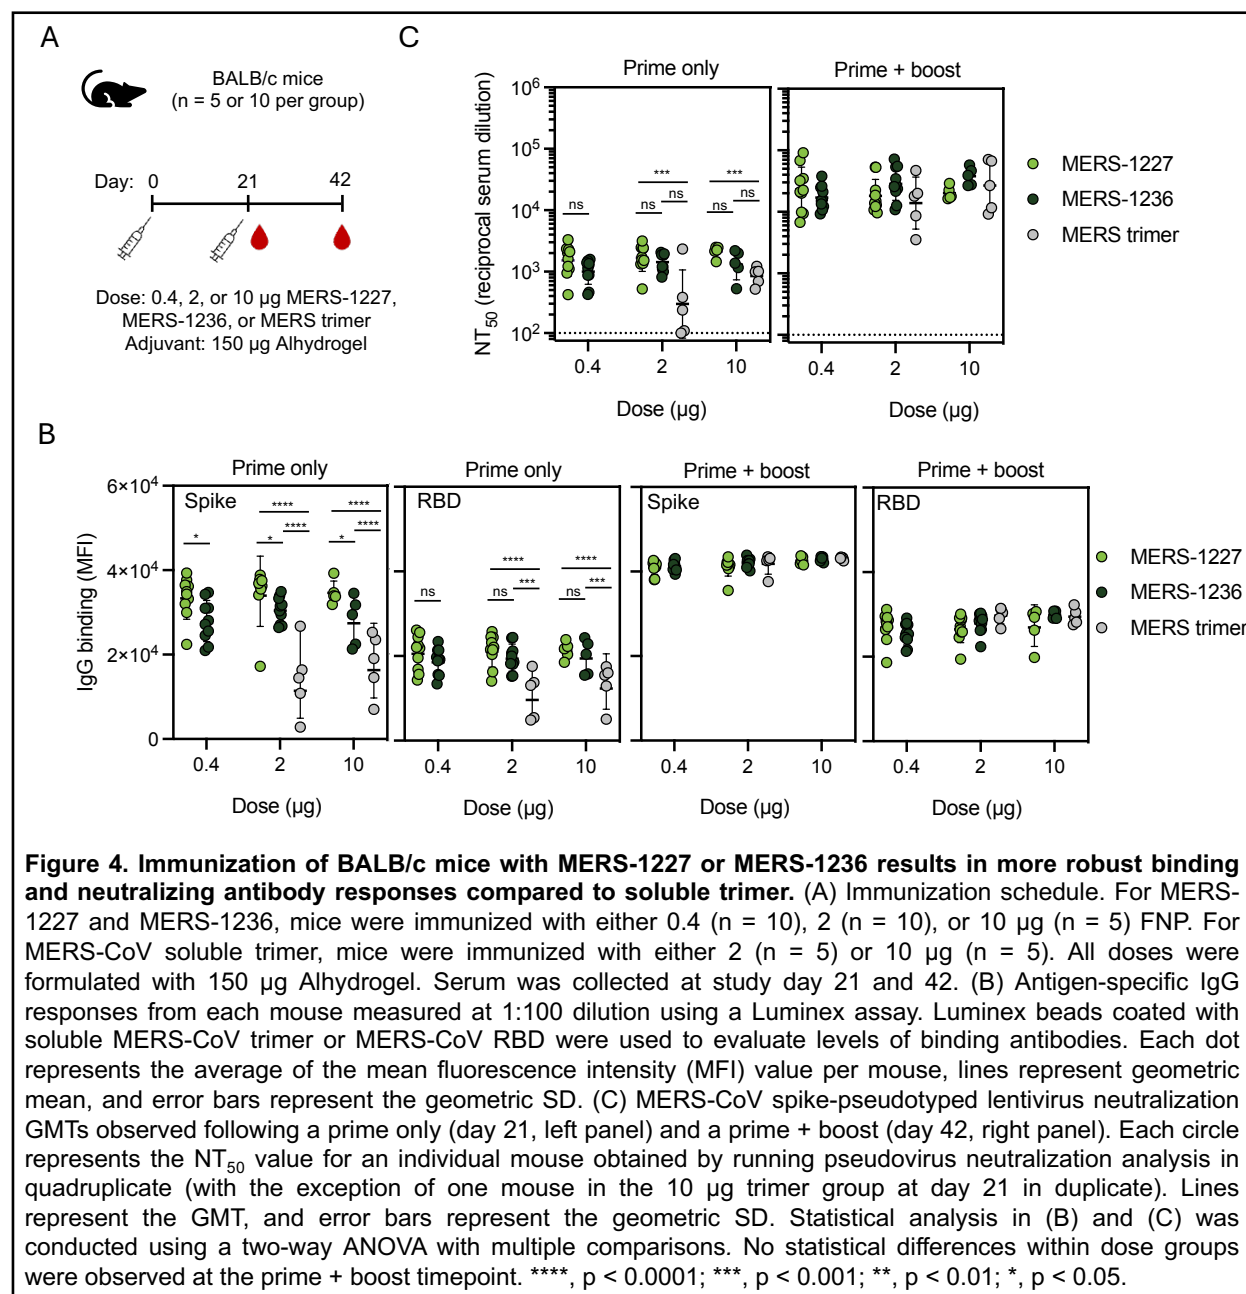 A
BALB/c mice
(n = 5 or 10 per group)
Day: 0 21 42
Dose: 0.4, 2, or 10 µg MERS-1227,
MERS-1236, or MERS trimer
Adjuvant: 150 µg Alhydrogel
C
Prime only
Prime + boost
NT50 (reciprocal serum dilution)
10^6
10^5
10^4
10^3
10^2
ns
*** 
ns
ns
***
ns
ns
0.4 2 10
Dose (µg)
0.4 2 10
Dose (µg)
MERS-1227
MERS-1236
MERS trimer
B
Prime only
Prime only
Prime + boost
Prime + boost
IgG binding (MFI)
6×10^4
4×10^4
2×10^4
0
Spike
*
****
* ****
****
* ****
RBD
ns
****
ns ***
****
ns ***
Spike
RBD
0.4 2 10
Dose (µg)
0.4 2 10
Dose (µg)
0.4 2 10
Dose (µg)
0.4 2 10
Dose (µg)
MERS-1227
MERS-1236
MERS trimer
Figure 4. Immunization of BALB/c mice with MERS-1227 or MERS-1236 results in more robust binding
and neutralizing antibody responses compared to soluble trimer. (A) Immunization schedule. For MERS-
1227 and MERS-1236, mice were immunized with either 0.4 (n = 10), 2 (n = 10), or 10 µg (n = 5) FNP. For
MERS-CoV soluble trimer, mice were immunized with either 2 (n = 5) or 10 µg (n = 5). All doses were
formulated with 150 µg Alhydrogel. Serum was collected at study day 21 and 42. (B) Antigen-specific IgG
responses from each mouse measured at 1:100 dilution using a Luminex assay. Luminex beads coated with
soluble MERS-CoV trimer or MERS-CoV RBD were used to evaluate levels of binding antibodies. Each dot
represents the average of the mean fluorescence intensity (MFI) value per mouse, lines represent geometric
mean, and error bars represent the geometric SD. (C) MERS-CoV spike-pseudotyped lentivirus neutralization
GMTs observed following a prime only (day 21, left panel) and a prime + boost (day 42, right panel). Each circle
represents the NT50 value for an individual mouse obtained by running pseudovirus neutralization analysis in
quadruplicate (with the exception of one mouse in the 10 µg trimer group at day 21 in duplicate). Lines
represent the GMT, and error bars represent the geometric SD. Statistical analysis in (B) and (C) was
conducted using a two-way ANOVA with multiple comparisons. No statistical differences within dose groups
were observed at the prime + boost timepoint. ****, p < 0.0001; ***, p < 0.001; **, p < 0.01; *, p < 0.05.